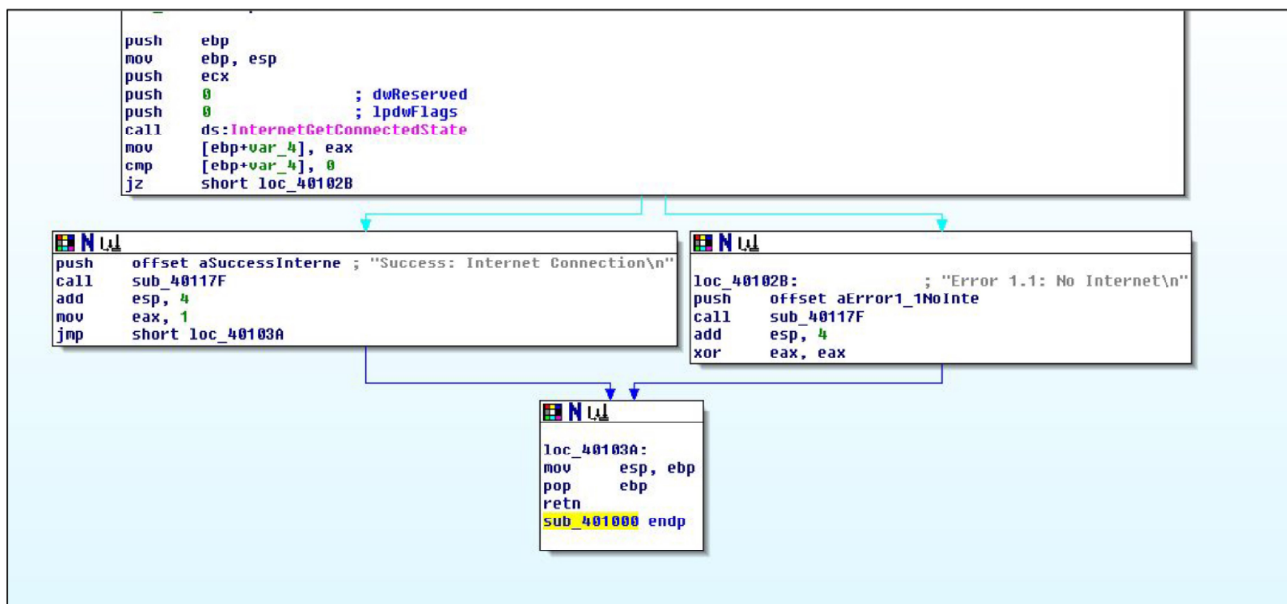 push ebp
mov ebp, esp
push ecx
push 0 ; dwReserved
push 0 ; lpdwFlags
call ds:InternetGetConnectedState
mov [ebp+var_4], eax
cmp [ebp+var_4], 0
jz short loc_40102B
push offset aSuccessInterne ; "Success: Internet Connection\n"
call sub_40117F
add esp, 4
mov eax, 1
jmp short loc_40103A
loc_40102B: ; "Error 1.1: No Internet\n"
push offset aError1_1NoInte
call sub_40117F
add esp, 4
xor eax, eax
loc_40103A:
mov esp, ebp
pop ebp
retn
sub_401000 endp